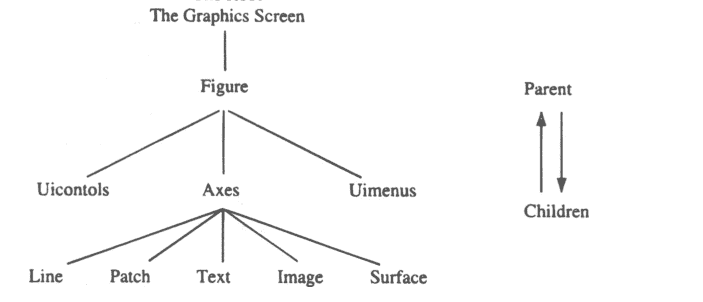 The Graphics Screen
Figure
Parent
Uicontols
Axes
Uimenus
Children
Line
Patch
Text
Image
Surface